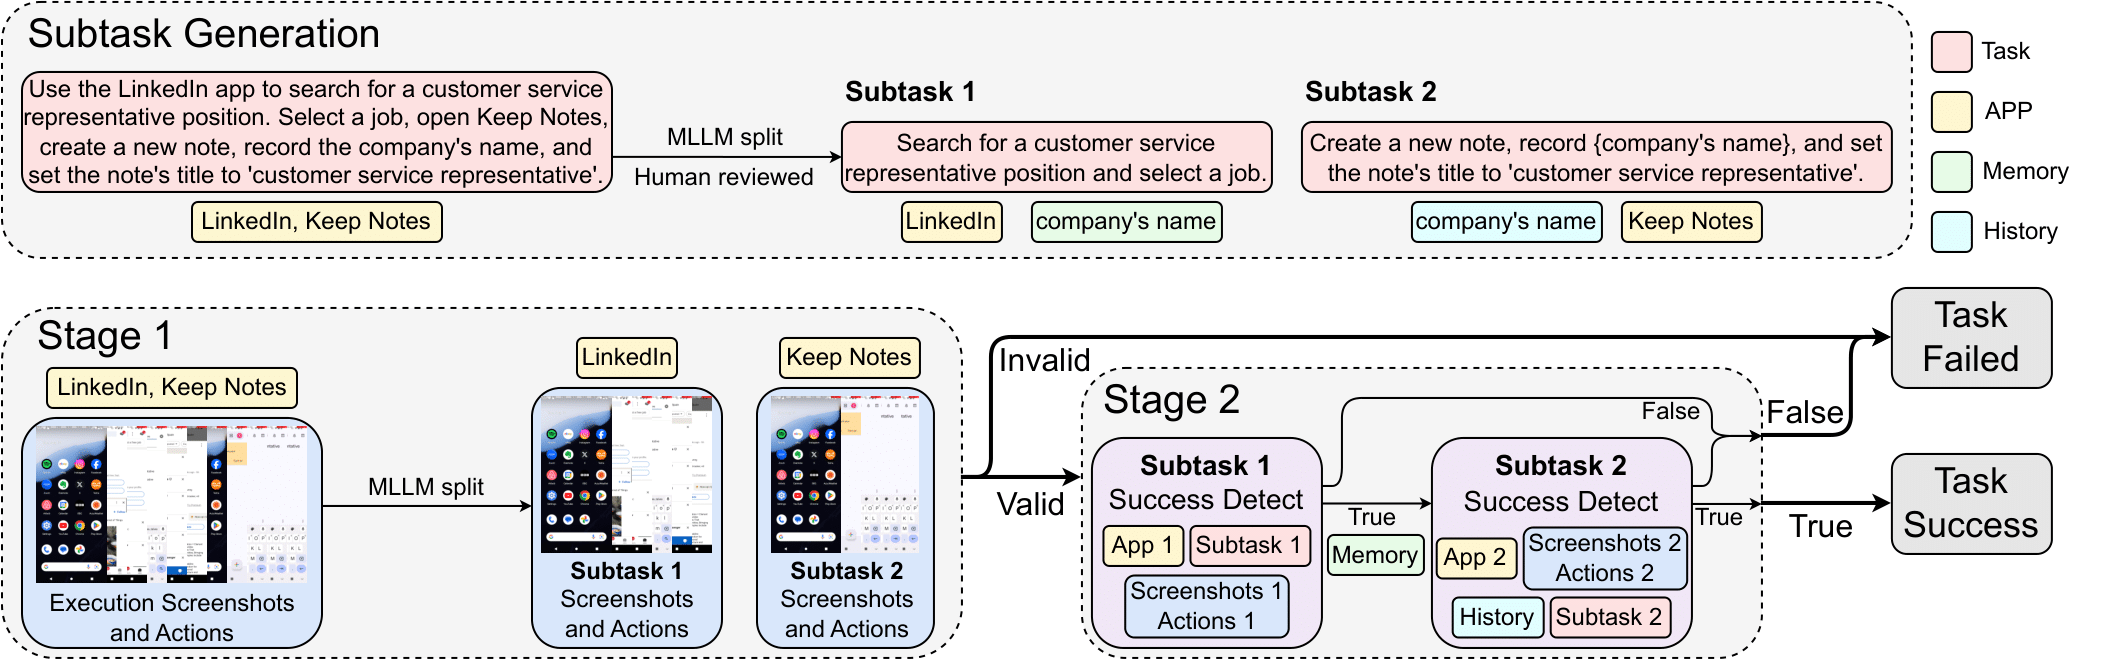 Subtask Generation
Use the LinkedIn app to search for a customer service
representative position. Select a job, open Keep Notes,
create a new note, record the company's name, and
set the note's title to 'customer service representative'.
LinkedIn, Keep Notes
MLLM split
Human reviewed
Subtask 1
Search for a customer service
representative position and select a job.
LinkedIn
company's name
Subtask 2
Create a new note, record {company's name}, and set
the note's title to 'customer service representative'.
company's name
Keep Notes
Task
APP
Memory
History
Stage 1
LinkedIn, Keep Notes
Execution Screenshots
and Actions
MLLM split
LinkedIn
Subtask 1
Screenshots
and Actions
Keep Notes
Subtask 2
Screenshots
and Actions
Invalid
Valid
Stage 2
Subtask 1
Success Detect
App 1
Subtask 1
Screenshots 1
Actions 1
True
Memory
False
Subtask 2
Success Detect
App 2
Screenshots 2
Actions 2
History
Subtask 2
True
False
True
Task
Failed
Task
Success